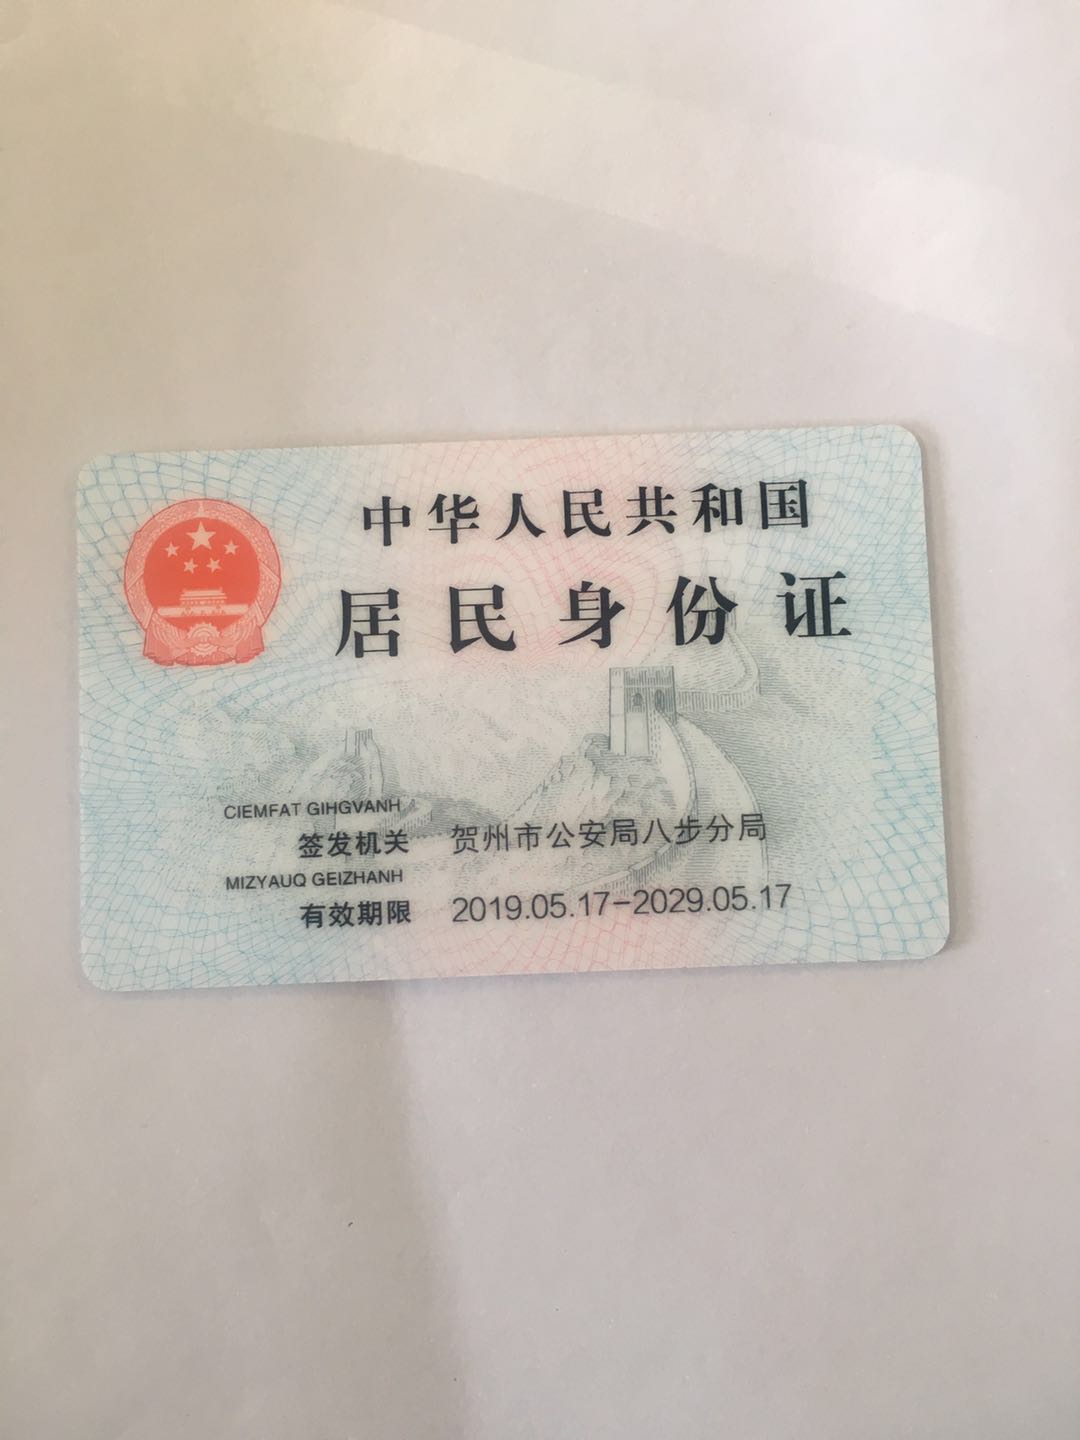 中华人民共和国
居民身份证
CIEMFAT GIHGVANH
签发机关 贺州市公安局八步分局
MIZYAUQ GEIZHANH
有效期限 2019.05.17-2029.05.17